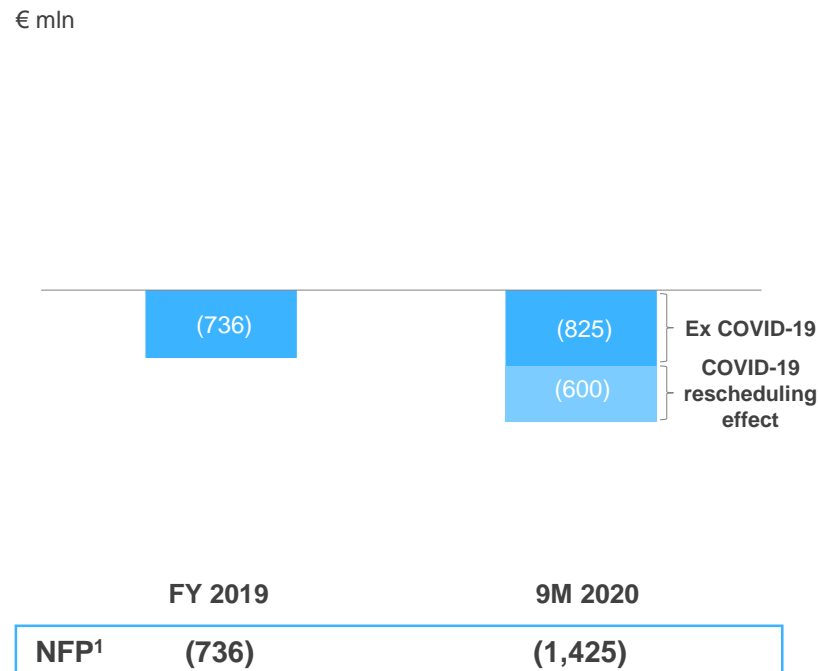 € mln
(736)
(825)
Ex COVID-19
(600)
COVID-19
rescheduling
effect
FY 2019
9M 2020
NFP¹ (736) (1,425)